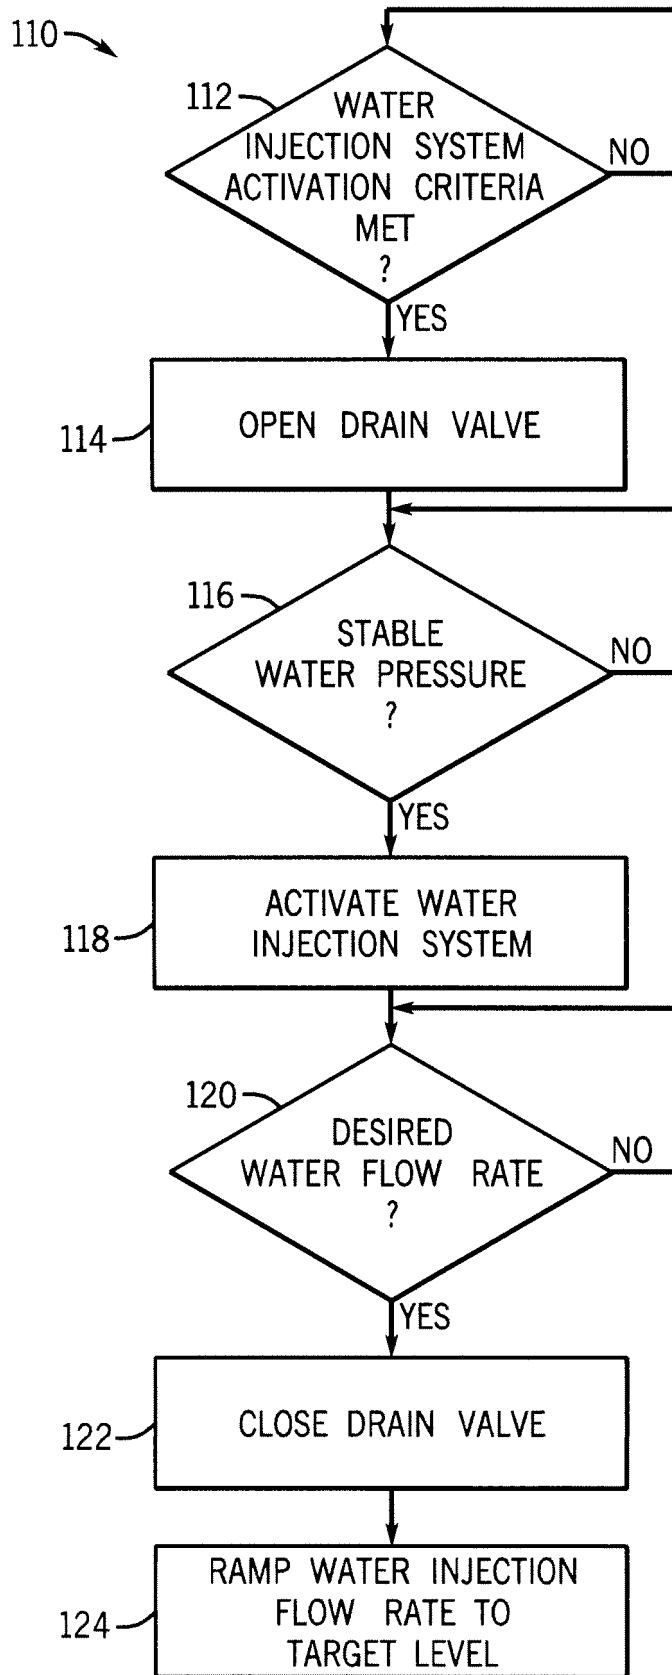 110
112
WATER
INJECTION SYSTEM
ACTIVATION CRITERIA
MET
?
NO
YES
114
OPEN DRAIN VALVE
116
STABLE
WATER PRESSURE
?
NO
YES
118
ACTIVATE WATER
INJECTION SYSTEM
120
DESIRED
WATER FLOW RATE
?
NO
YES
122
CLOSE DRAIN VALVE
124
RAMP WATER INJECTION
FLOW RATE TO
TARGET LEVEL